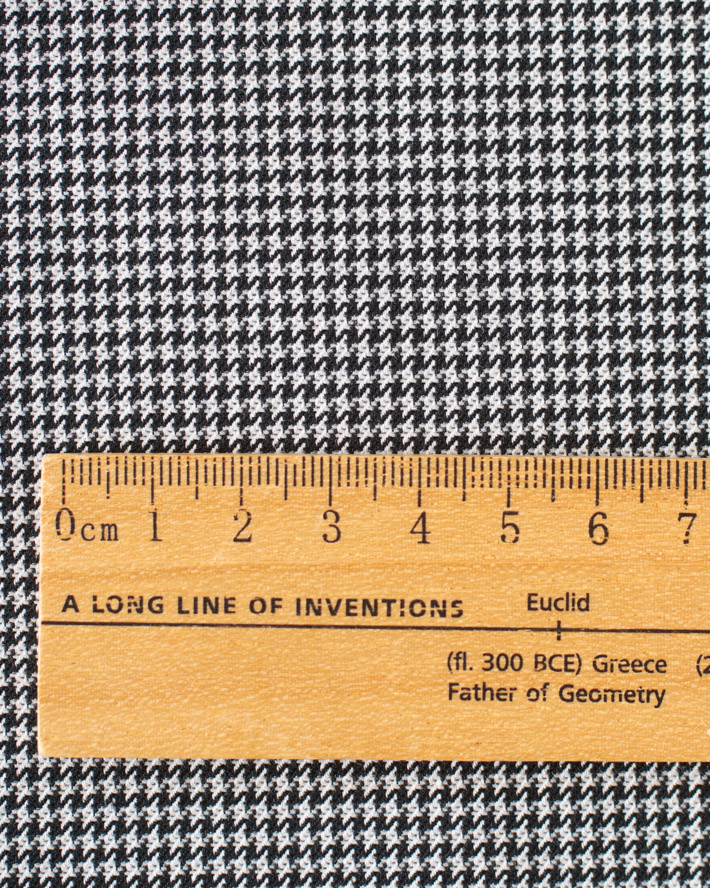 0cm 1 2 3 4 5 6 7
A LONG LINE OF INVENTIONS
Euclid
(fl. 300 BCE) Greece
Father of Geometry